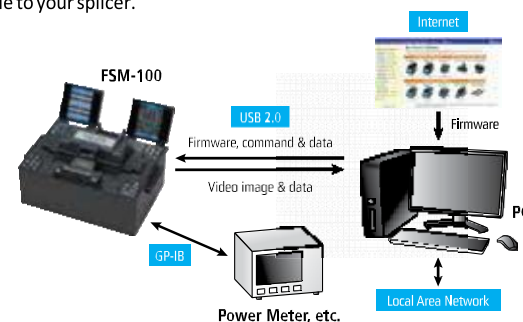 e to your splicer.
Internet
FSM-100
USB 2.0
Firmware
Firmware, command & data
Video image & data
GP-IB
Local Area Network
Power Meter, etc.